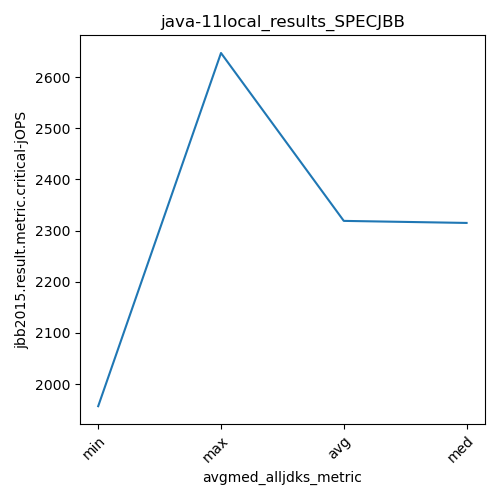 java-11local_results_SPECJBB
jbb2015.result.metric.critical-jOPS
2600
2500
2400
2300
2200
2100
2000
min
max
avg
med
avgmed_alljdks_metric